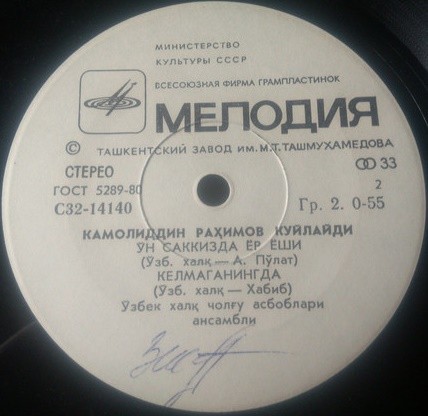 МИНИСТЕРСТВО
КУЛЬТУРЫ СССР
ВСЕСОЮЗНАЯ ФИРМА ГРАМПЛАСТИНОК
МЕЛОДИЯ
© ТАШКЕНТСКИЙ ЗАВОД ИМ. М.Т. ТАШМУХАМЕДОВА
СТЕРЕО 33
ГОСТ 5289-80 2
С32-14140 Гр. 2. 0-55
КАМОЛИДДИН РАҲИМОВ КУЙЛАЙДИ
ЎН САККИЗДА ЁР ЁШИ
(Ўзб. халқ — А. Пўлат)
КЕЛМАГАНИНГДА
(Ўзб. халқ — Хабиб)
Ўзбек халқ чолғу асбоблари
ансамбли